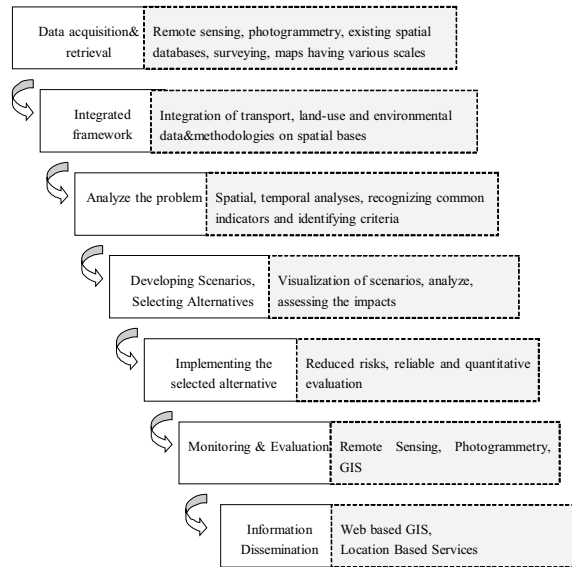 Data acquisition&
retrieval
Remote sensing, photogrammetry, existing spatial
databases, surveying, maps having various scales
Integrated
framework
Integration of transport, land-use and environmental
data&methodologies on spatial bases
Analyze the problem
Spatial, temporal analyses, recognizing common
indicators and identifying criteria
Developing Scenarios,
Selecting Alternatives
Visualization of scenarios, analyze,
assessing the impacts
Implementing the
selected alternative
Reduced risks, reliable and quantitative
evaluation
Monitoring & Evaluation
Remote Sensing, Photogrammetry,
GIS
Information
Dissemination
Web based GIS,
Location Based Services